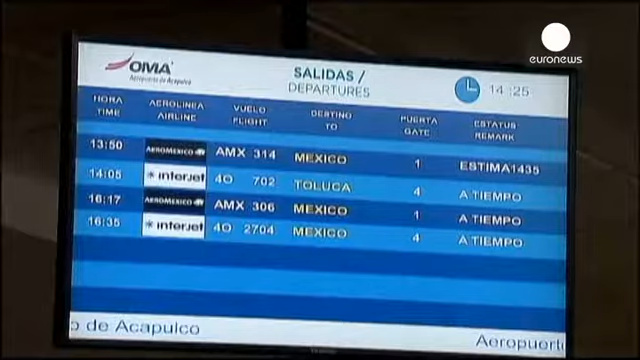 euronews
OMA
Aeropuerto de Acapulco
SALIDAS /
DEPARTURES
14:25
HORA AEROLINEA VUELO DESTINO PUERTA ESTATUS
TIME AIRLINE FLIGHT TO GATE REMARK
13:50 AEROMEXICO AMX 314 MEXICO 1 ESTIMA1435
14:05 interjet 4O 702 TOLUCA 4 A TIEMPO
16:17 AEROMEXICO AMX 306 MEXICO 1 A TIEMPO
16:35 interjet 4O 2704 MEXICO 4 A TIEMPO
o de Acapulco Aeropuert